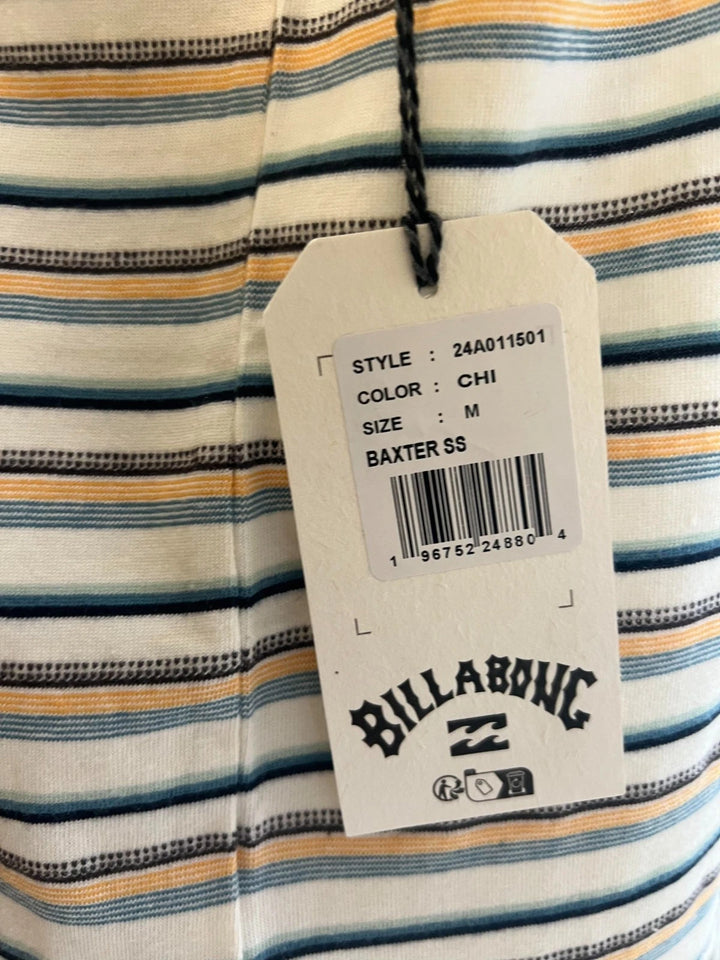 STYLE : 24A011501
COLOR : CHI
SIZE : M
BAXTER SS
1 96752 24880 4
BILLABONG